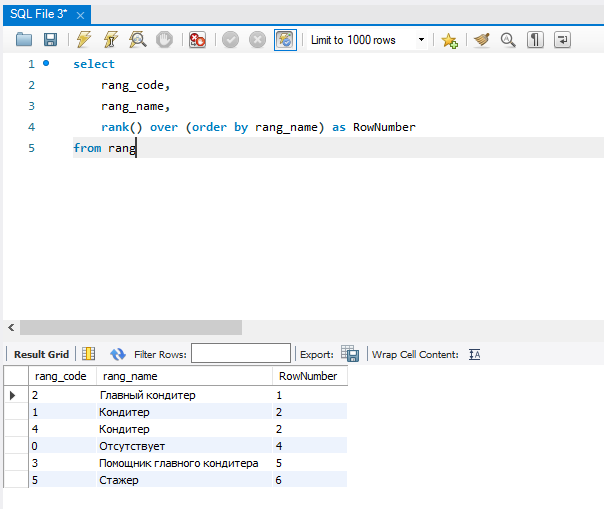 SQL File 3*
Limit to 1000 rows
1 select
2 rang_code,
3 rang_name,
4 rank() over (order by rang_name) as RowNumber
5 from rang
Result Grid Filter Rows: Export: Wrap Cell Content:
rang_code rang_name RowNumber
2 Главный кондитер 1
1 Кондитер 2
4 Кондитер 2
0 Отсутствует 4
3 Помощник главного кондитера 5
5 Стажер 6